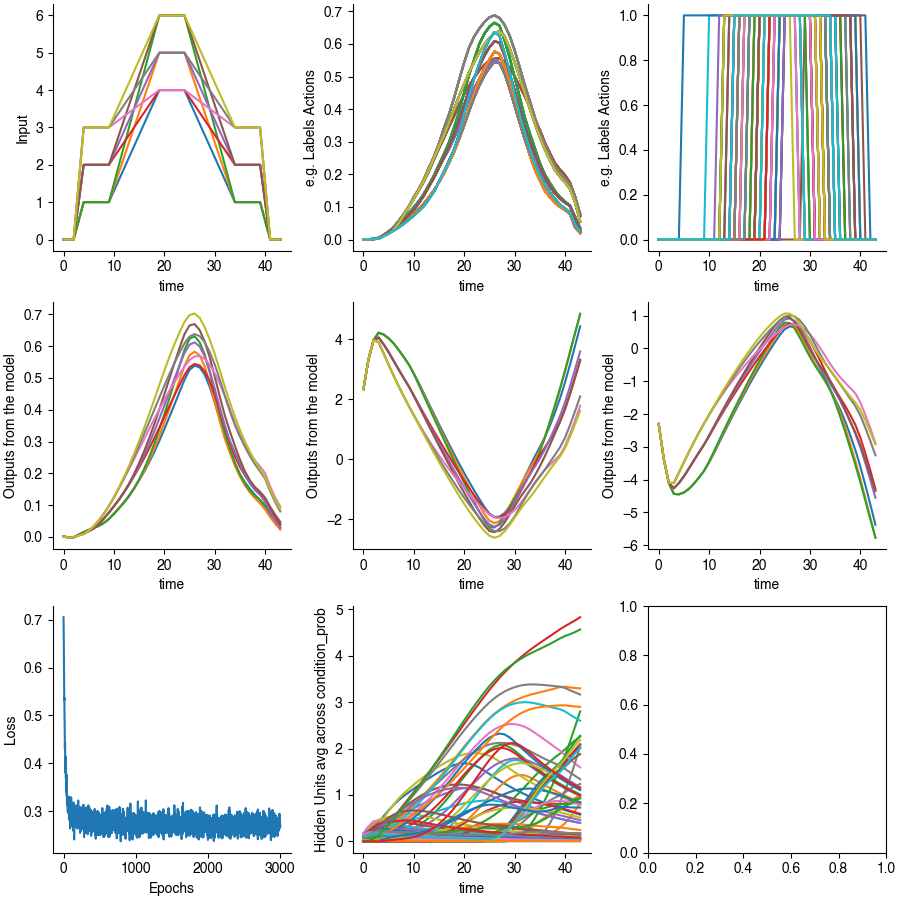 6
5
4
3
2
1
0
Input
0 10 20 30 40
time
0.7
0.6
0.5
0.4
0.3
0.2
0.1
0.0
e.g. Labels Actions
0 10 20 30 40
time
1.0
0.8
0.6
0.4
0.2
0.0
e.g. Labels Actions
0 10 20 30 40
time
0.7
0.6
0.5
0.4
0.3
0.2
0.1
0.0
Outputs from the model
0 10 20 30 40
time
4
2
0
−2
Outputs from the model
0 10 20 30 40
time
1
0
−1
−2
−3
−4
−5
−6
Outputs from the model
0 10 20 30 40
time
0.7
0.6
0.5
0.4
0.3
Loss
0 1000 2000 3000
Epochs
5
4
3
2
1
0
Hidden Units avg across condition_prob
0 10 20 30 40
time
1.0
0.8
0.6
0.4
0.2
0.0
0.0 0.2 0.4 0.6 0.8 1.0